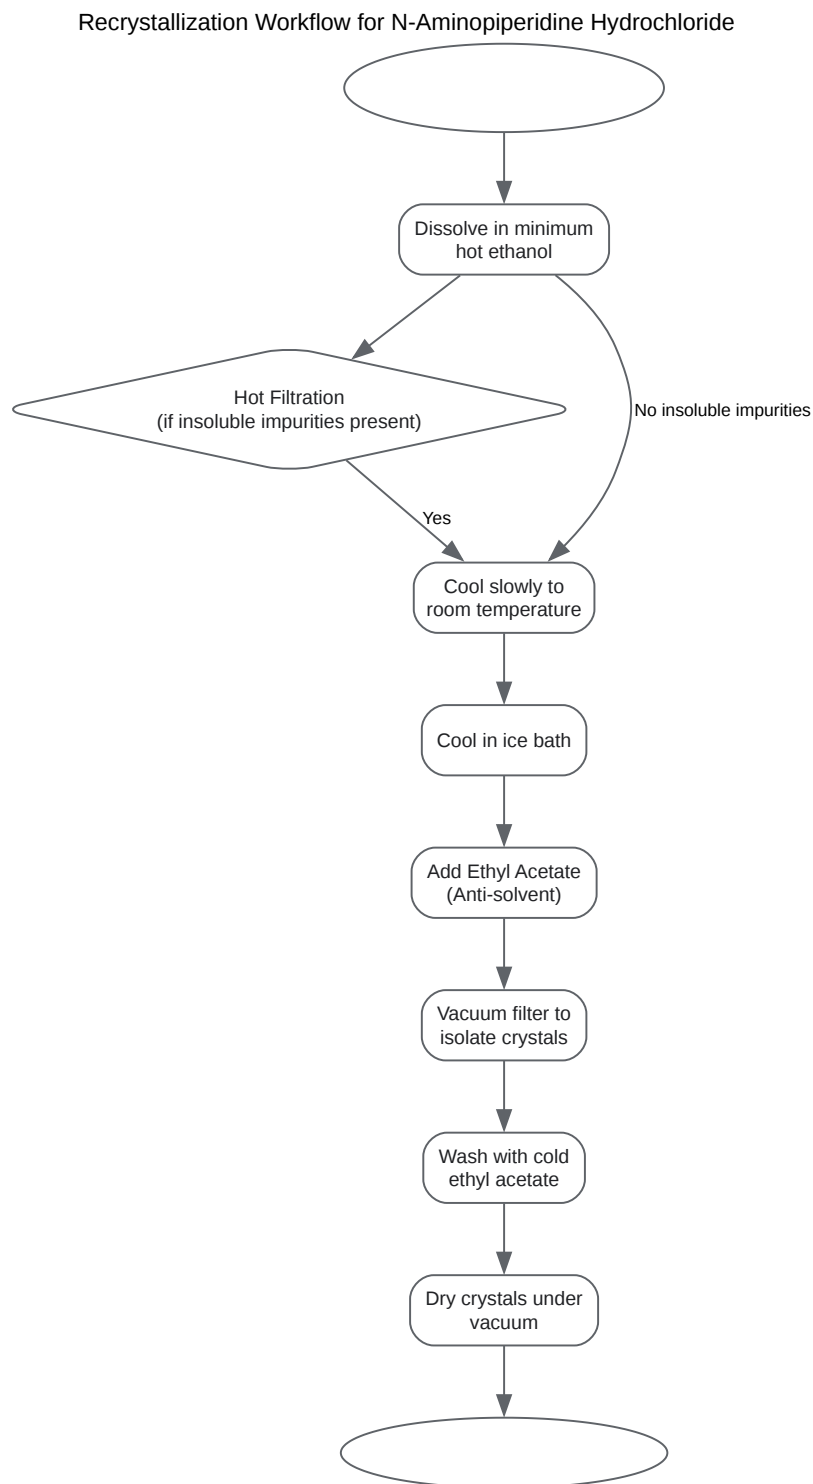 Recrystallization Workflow for N-Aminopiperidine Hydrochloride
Dissolve in minimum
hot ethanol
Hot Filtration
(if insoluble impurities present)
No insoluble impurities
Yes
Cool slowly to
room temperature
Cool in ice bath
Add Ethyl Acetate
(Anti-solvent)
Vacuum filter to
isolate crystals
Wash with cold
ethyl acetate
Dry crystals under
vacuum